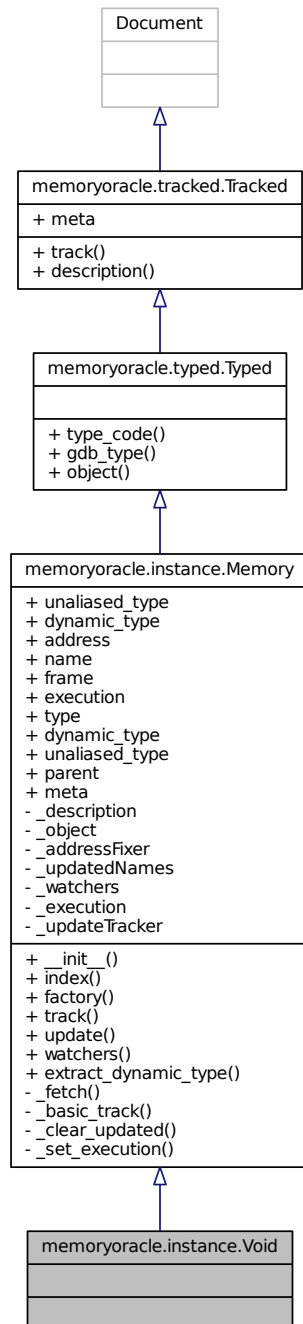 Document
memoryoracle.tracked.Tracked
+ meta
+ track()
+ description()
memoryoracle.typed.Typed
+ type_code()
+ gdb_type()
+ object()
memoryoracle.instance.Memory
+ unaliased_type
+ dynamic_type
+ address
+ name
+ frame
+ execution
+ type
+ dynamic_type
+ unaliased_type
+ parent
+ meta
- _description
- _object
- _addressFixer
- _updatedNames
- _watchers
- _execution
- _updateTracker
+ __init__()
+ index()
+ factory()
+ track()
+ update()
+ watchers()
+ extract_dynamic_type()
- _fetch()
- _basic_track()
- _clear_updated()
- _set_execution()
memoryoracle.instance.Void